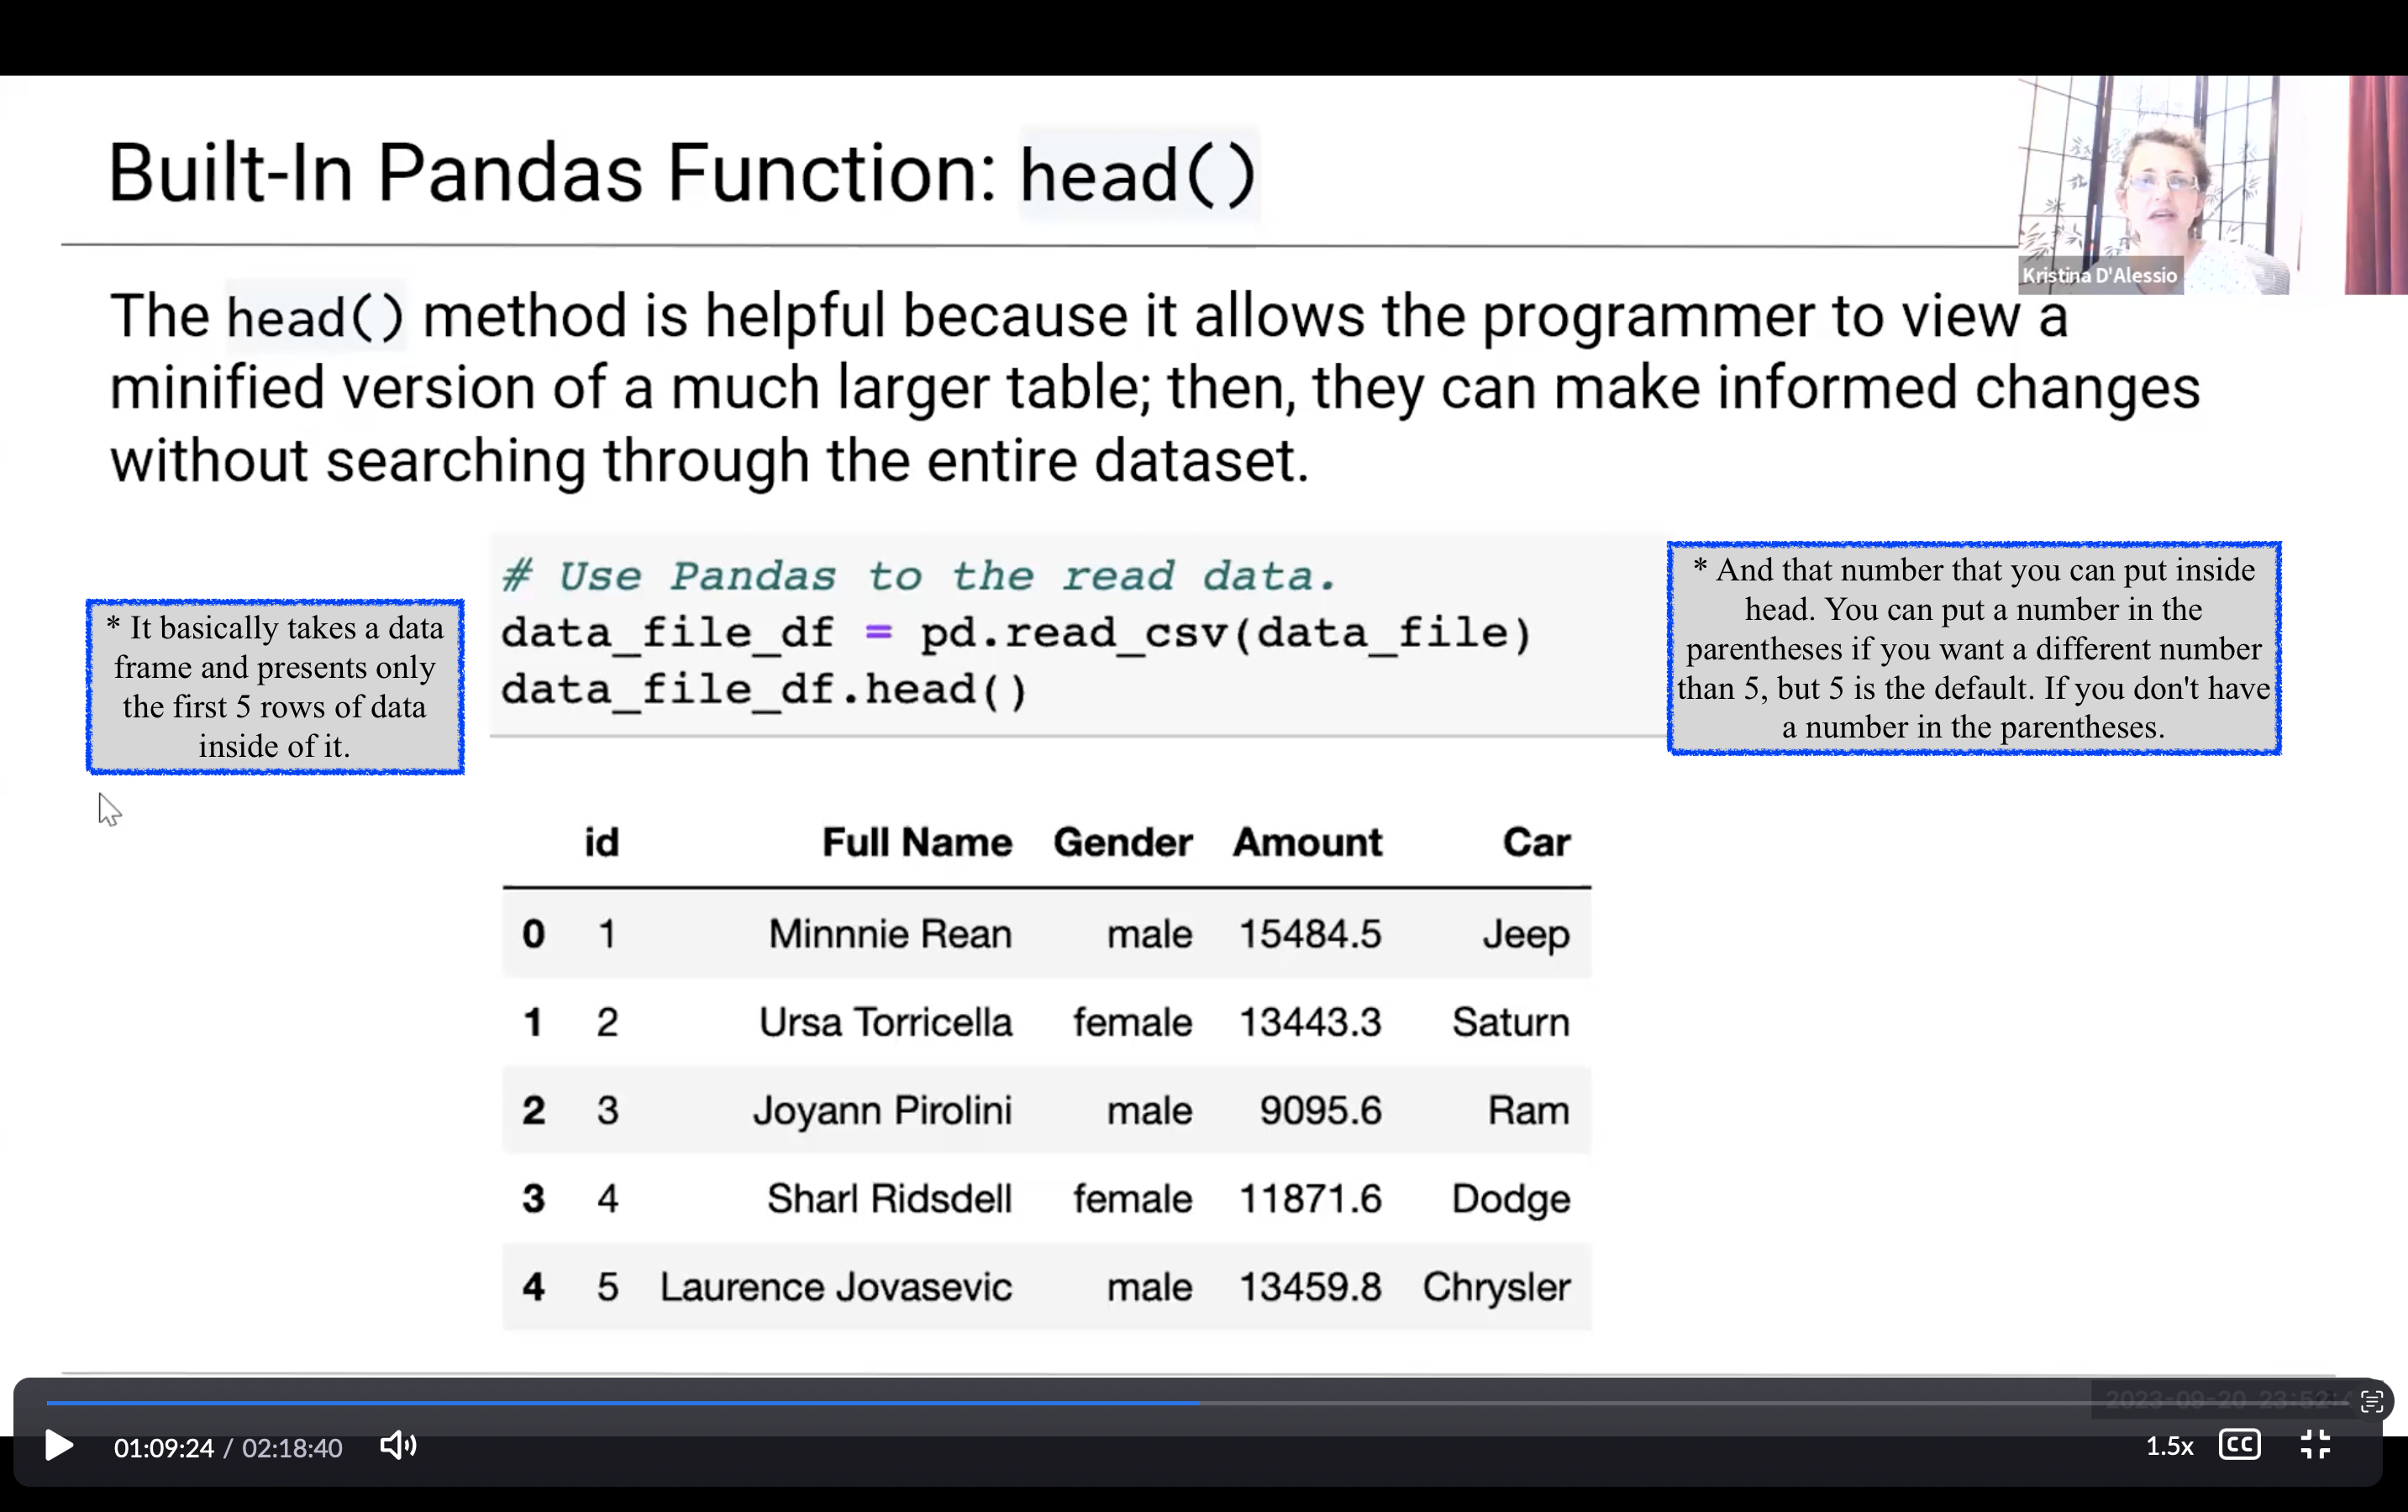 Built-In Pandas Function: head()
Kristina D'Alessio
The head() method is helpful because it allows the programmer to view a
minified version of a much larger table; then, they can make informed changes
without searching through the entire dataset.
* It basically takes a data
frame and presents only
the first 5 rows of data
inside of it.
# Use Pandas to the read data.
data_file_df = pd.read_csv(data_file)
data_file_df.head()
* And that number that you can put inside
head. You can put a number in the
parentheses if you want a different number
than 5, but 5 is the default. If you don't have
a number in the parentheses.
id Full Name Gender Amount Car
0 1 Minnnie Rean male 15484.5 Jeep
1 2 Ursa Torricella female 13443.3 Saturn
2 3 Joyann Pirolini male 9095.6 Ram
3 4 Sharl Ridsdell female 11871.6 Dodge
4 5 Laurence Jovasevic male 13459.8 Chrysler
2023-09-20
01:09:24 / 02:18:40 1.5x CC